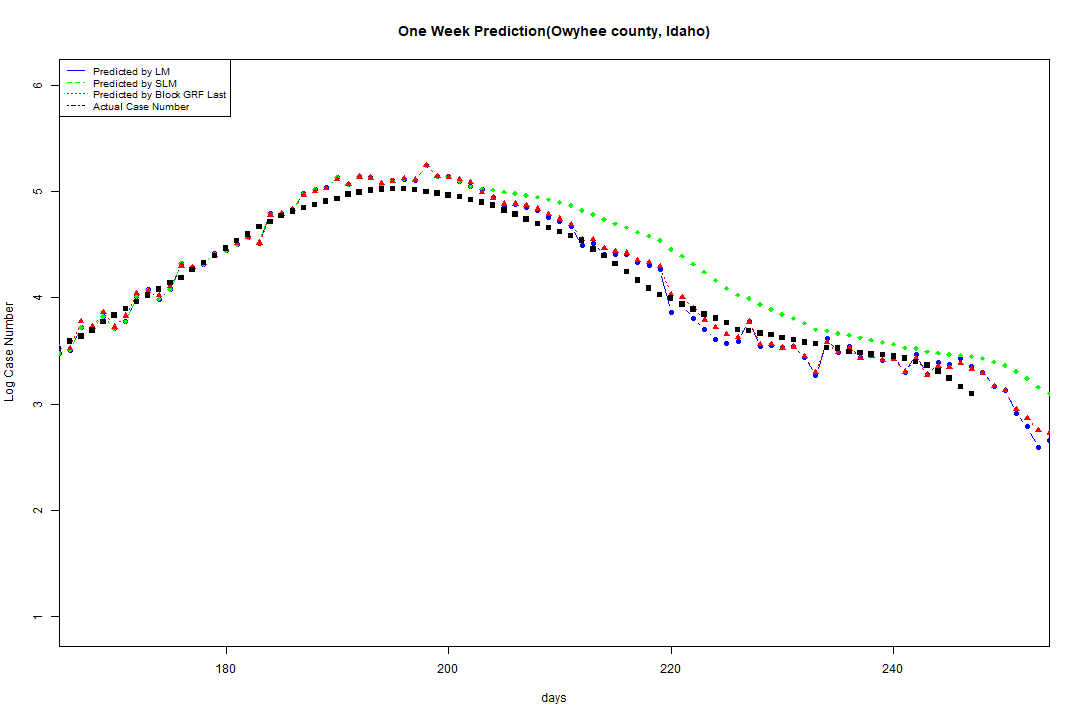 One Week Prediction(Owyhee county, Idaho)
Predicted by LM
Predicted by SLM
Predicted by Block GRF Last
Actual Case Number
6
5
4
3
2
1
Log Case Number
180 200 220 240
days